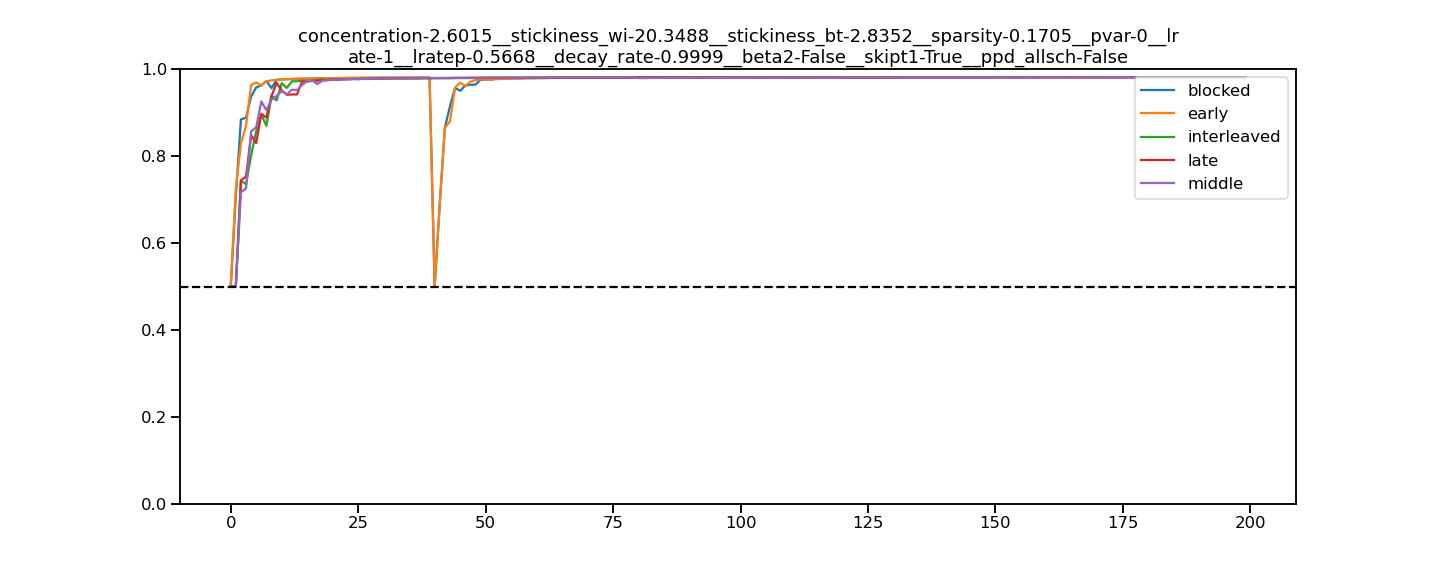 concentration-2.6015__stickiness_wi-20.3488__stickiness_bt-2.8352__sparsity-0.1705__pvar-0__lr
ate-1__lratep-0.5668__decay_rate-0.9999__beta2-False__skipt1-True__ppd_allsch-False
1.0
0.8
0.6
0.4
0.2
0.0
blocked
early
interleaved
late
middle
0 25 50 75 100 125 150 175 200